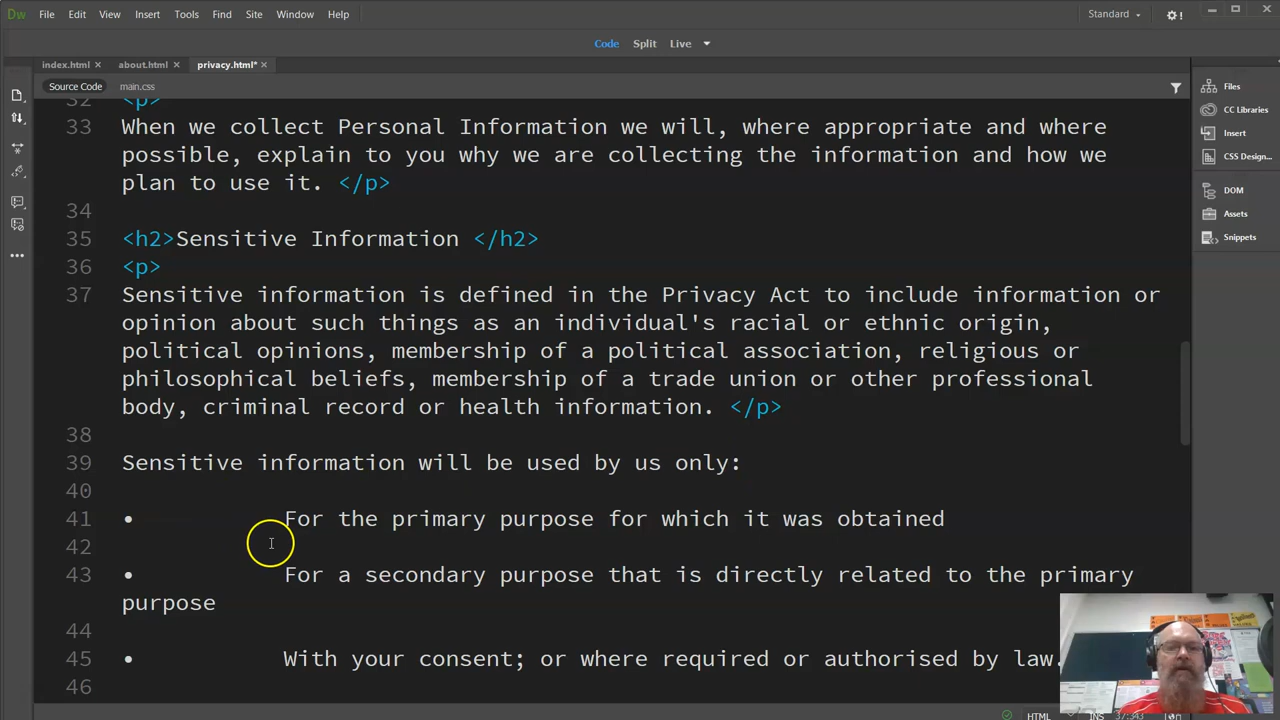 Dw File Edit View Insert Tools Find Site Window Help Standard
Code Split Live
index.html × about.html × privacy.html* ×
Source Code main.css
32 <p>
33 When we collect Personal Information we will, where appropriate and where
possible, explain to you why we are collecting the information and how we
plan to use it. </p>
34
35 <h2>Sensitive Information </h2>
36 <p>
37 Sensitive information is defined in the Privacy Act to include information or
opinion about such things as an individual's racial or ethnic origin,
political opinions, membership of a political association, religious or
philosophical beliefs, membership of a trade union or other professional
body, criminal record or health information. </p>
38
39 Sensitive information will be used by us only:
40
41 • For the primary purpose for which it was obtained
42
43 • For a secondary purpose that is directly related to the primary
purpose
44
45 • With your consent; or where required or authorised by law.
46
Files
CC Libraries
Insert
CSS Design...
DOM
Assets
Snippets
HTML INS 37:343